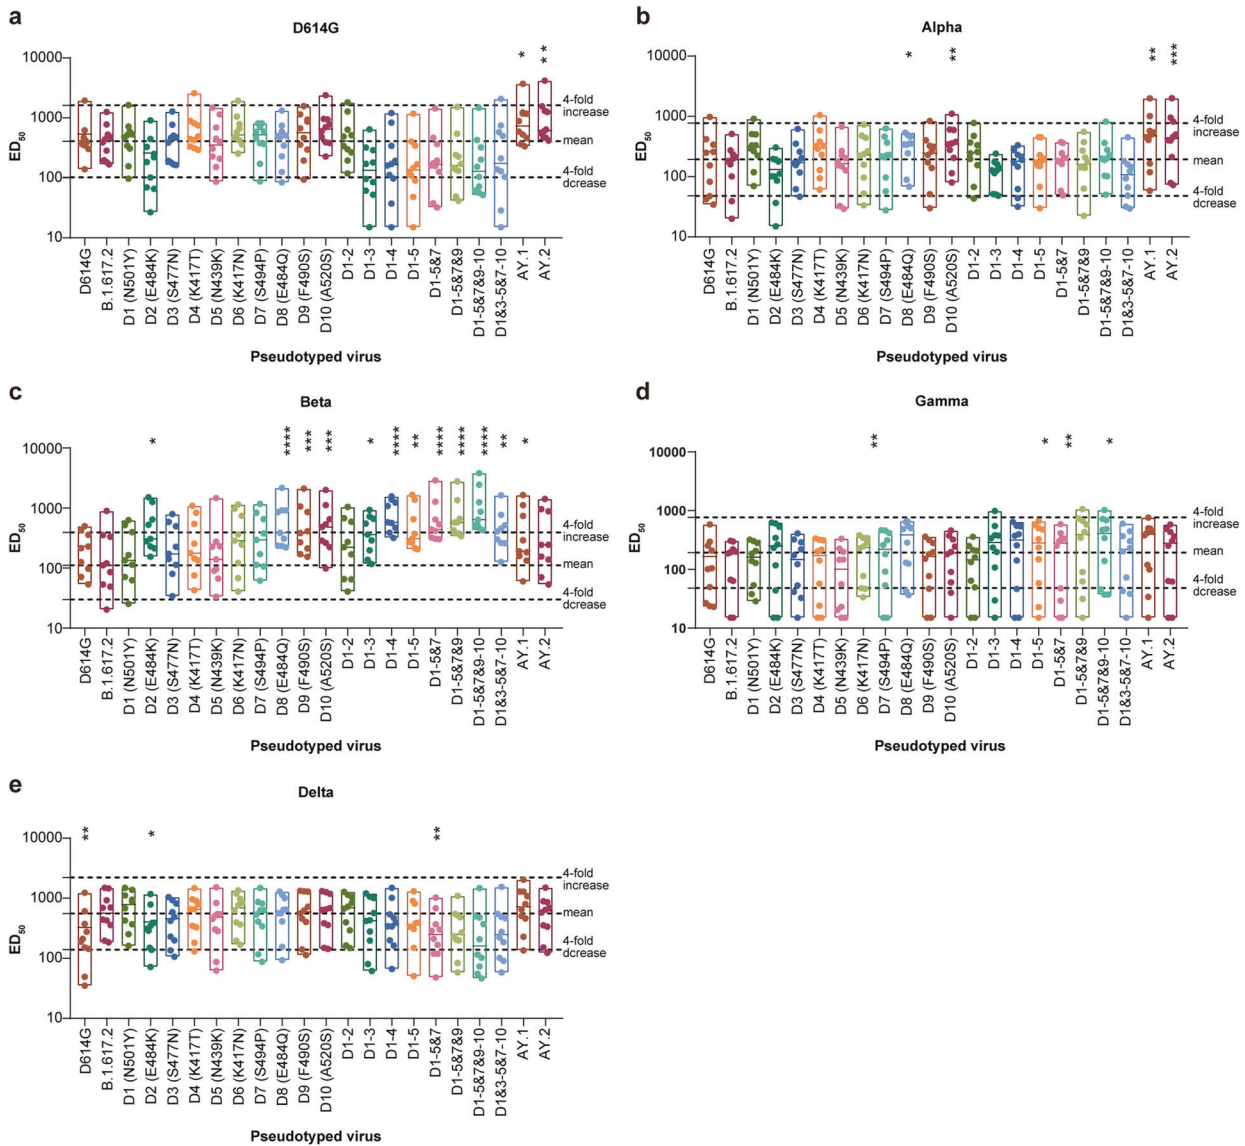 a
D614G
ED50
10000
1000
100
10
* * * 
4-fold increase
mean
4-fold dcrease
D614G
B.1.617.2
D1 (N501Y)
D2 (E484K)
D3 (S477N)
D4 (K417T)
D5 (N439K)
D6 (K417N)
D7 (S494P)
D8 (E484Q)
D9 (F490S)
D10 (A520S)
D1-2
D1-3
D1-4
D1-5
D1-5&7
D1-5&7&9
D1-5&7&9-10
D1&3-5&7-10
AY.1
AY.2
Pseudotyped virus
b
Alpha
ED50
10000
1000
100
10
* ** ** ***
4-fold increase
mean
4-fold dcrease
D614G
B.1.617.2
D1 (N501Y)
D2 (E484K)
D3 (S477N)
D4 (K417T)
D5 (N439K)
D6 (K417N)
D7 (S494P)
D8 (E484Q)
D9 (F490S)
D10 (A520S)
D1-2
D1-3
D1-4
D1-5
D1-5&7
D1-5&7&9
D1-5&7&9-10
D1&3-5&7-10
AY.1
AY.2
Pseudotyped virus
c
Beta
ED50
10000
1000
100
10
* **** *** *** * **** ** **** **** **** ** *
4-fold increase
mean
4-fold dcrease
D614G
B.1.617.2
D1 (N501Y)
D2 (E484K)
D3 (S477N)
D4 (K417T)
D5 (N439K)
D6 (K417N)
D7 (S494P)
D8 (E484Q)
D9 (F490S)
D10 (A520S)
D1-2
D1-3
D1-4
D1-5
D1-5&7
D1-5&7&9
D1-5&7&9-10
D1&3-5&7-10
AY.1
AY.2
Pseudotyped virus
d
Gamma
ED50
10000
1000
100
10
** * ** *
4-fold increase
mean
4-fold dcrease
D614G
B.1.617.2
D1 (N501Y)
D2 (E484K)
D3 (S477N)
D4 (K417T)
D5 (N439K)
D6 (K417N)
D7 (S494P)
D8 (E484Q)
D9 (F490S)
D10 (A520S)
D1-2
D1-3
D1-4
D1-5
D1-5&7
D1-5&7&9
D1-5&7&9-10
D1&3-5&7-10
AY.1
AY.2
Pseudotyped virus
e
Delta
ED50
10000
1000
100
10
** * **
4-fold increase
mean
4-fold dcrease
D614G
B.1.617.2
D1 (N501Y)
D2 (E484K)
D3 (S477N)
D4 (K417T)
D5 (N439K)
D6 (K417N)
D7 (S494P)
D8 (E484Q)
D9 (F490S)
D10 (A520S)
D1-2
D1-3
D1-4
D1-5
D1-5&7
D1-5&7&9
D1-5&7&9-10
D1&3-5&7-10
AY.1
AY.2
Pseudotyped virus